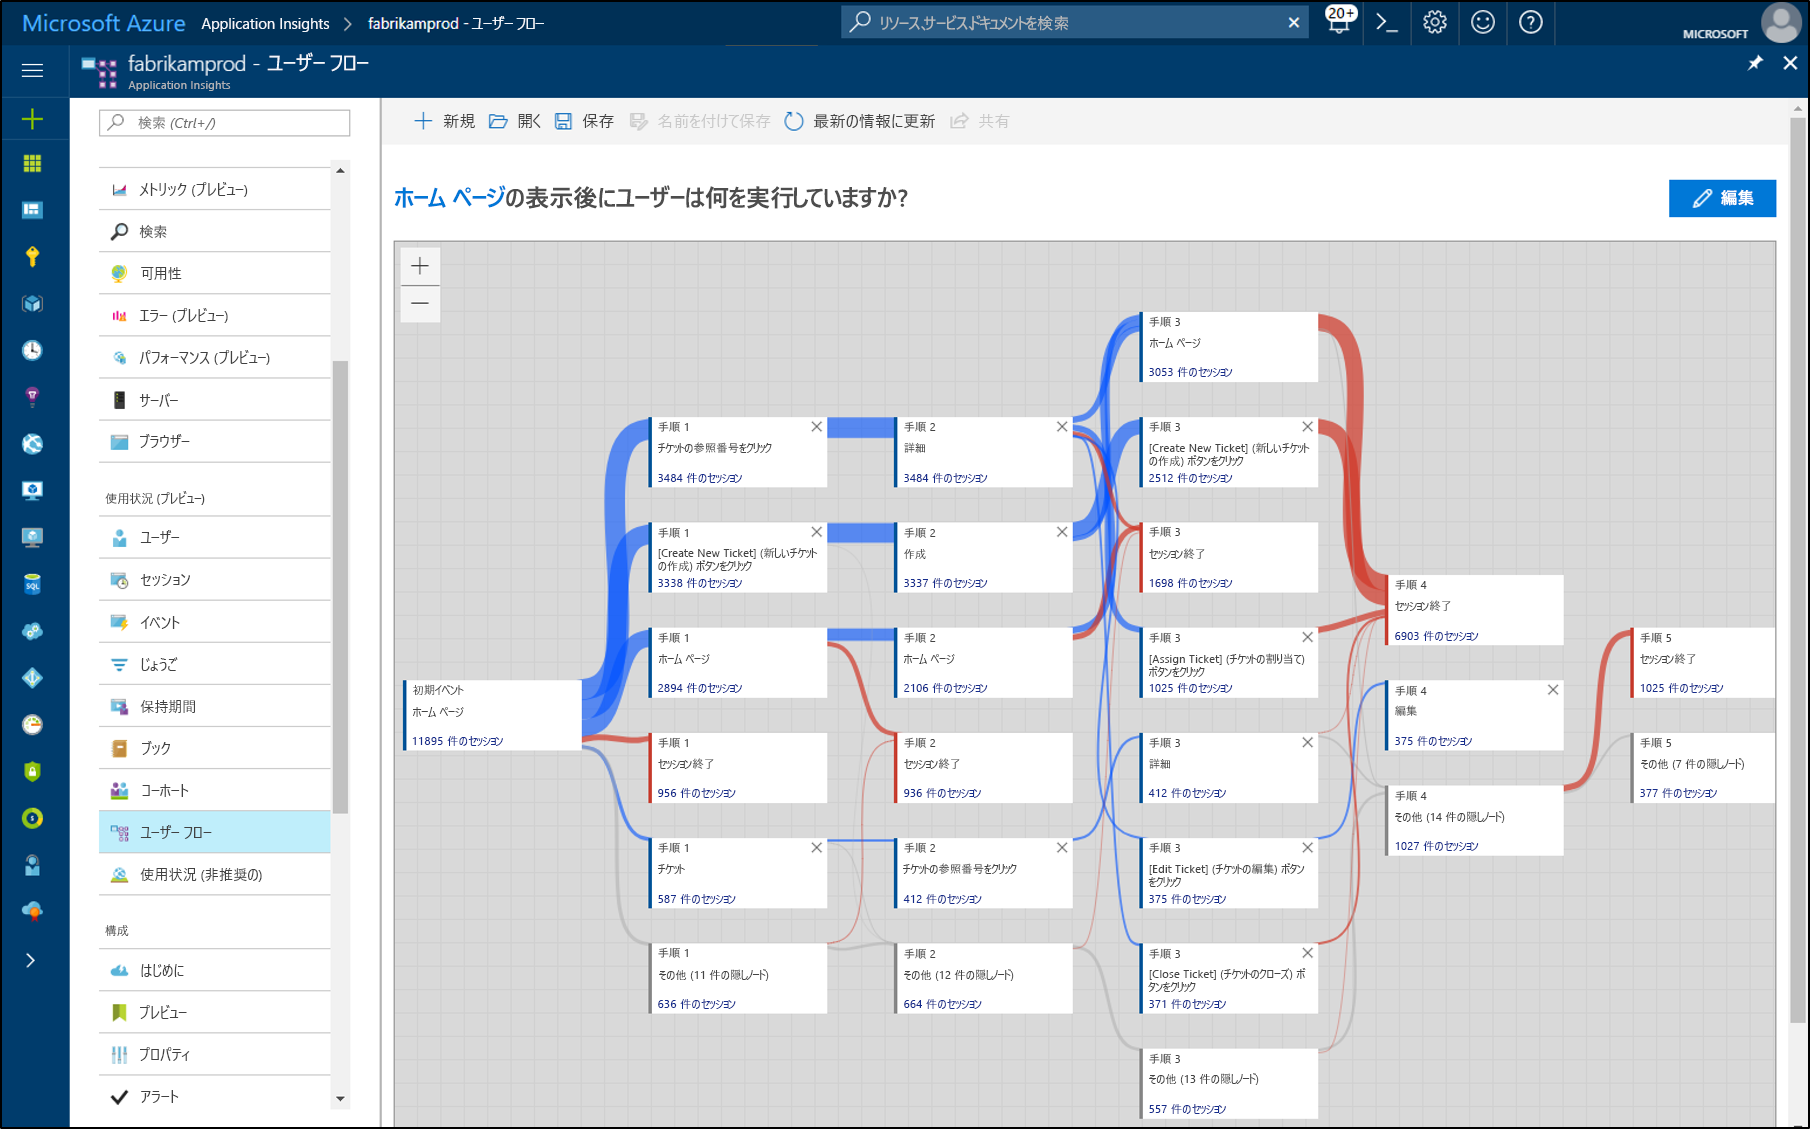 Microsoft Azure Application Insights > fabrikamprod - ユーザー フロー
リソース,サービス,ドキュメントを検索
20+
MICROSOFT
fabrikamprod - ユーザー フロー
Application Insights
検索 (Ctrl+/)
メトリック (プレビュー)
検索
可用性
エラー (プレビュー)
パフォーマンス (プレビュー)
サーバー
ブラウザー
使用状況 (プレビュー)
ユーザー
セッション
イベント
じょうご
保持期間
ブック
コーホート
ユーザー フロー
使用状況 (非推奨の)
構成
はじめに
プレビュー
プロパティ
アラート
新規 開く 保存 名前を付けて保存 最新の情報に更新 共有
ホーム ページの表示後にユーザーは何を実行していますか?
編集
初期イベント
ホーム ページ
11895 件のセッション
手順 1
チケットの参照番号をクリック
3484 件のセッション
手順 1
[Create New Ticket] (新しいチケット
の作成) ボタンをクリック
3338 件のセッション
手順 1
ホーム ページ
2894 件のセッション
手順 1
セッション終了
956 件のセッション
手順 1
チケット
587 件のセッション
手順 1
その他 (11 件の隠しノード)
636 件のセッション
手順 2
詳細
3484 件のセッション
手順 2
作成
3337 件のセッション
手順 2
ホーム ページ
2106 件のセッション
手順 2
セッション終了
936 件のセッション
手順 2
チケットの参照番号をクリック
412 件のセッション
手順 2
その他 (12 件の隠しノード)
664 件のセッション
手順 3
ホーム ページ
3053 件のセッション
手順 3
[Create New Ticket] (新しいチケット
の作成) ボタンをクリック
2512 件のセッション
手順 3
セッション終了
1698 件のセッション
手順 3
[Assign Ticket] (チケットの割り当て)
ボタンをクリック
1025 件のセッション
手順 3
詳細
412 件のセッション
手順 3
[Edit Ticket] (チケットの編集) ボタン
をクリック
375 件のセッション
手順 3
[Close Ticket] (チケットのクローズ) ボ
タンをクリック
371 件のセッション
手順 3
その他 (13 件の隠しノード)
557 件のセッション
手順 4
セッション終了
6903 件のセッション
手順 4
編集
375 件のセッション
手順 4
その他 (14 件の隠しノード)
1027 件のセッション
手順 5
セッション終了
1025 件のセッション
手順 5
その他 (7 件の隠しノード)
377 件のセッション